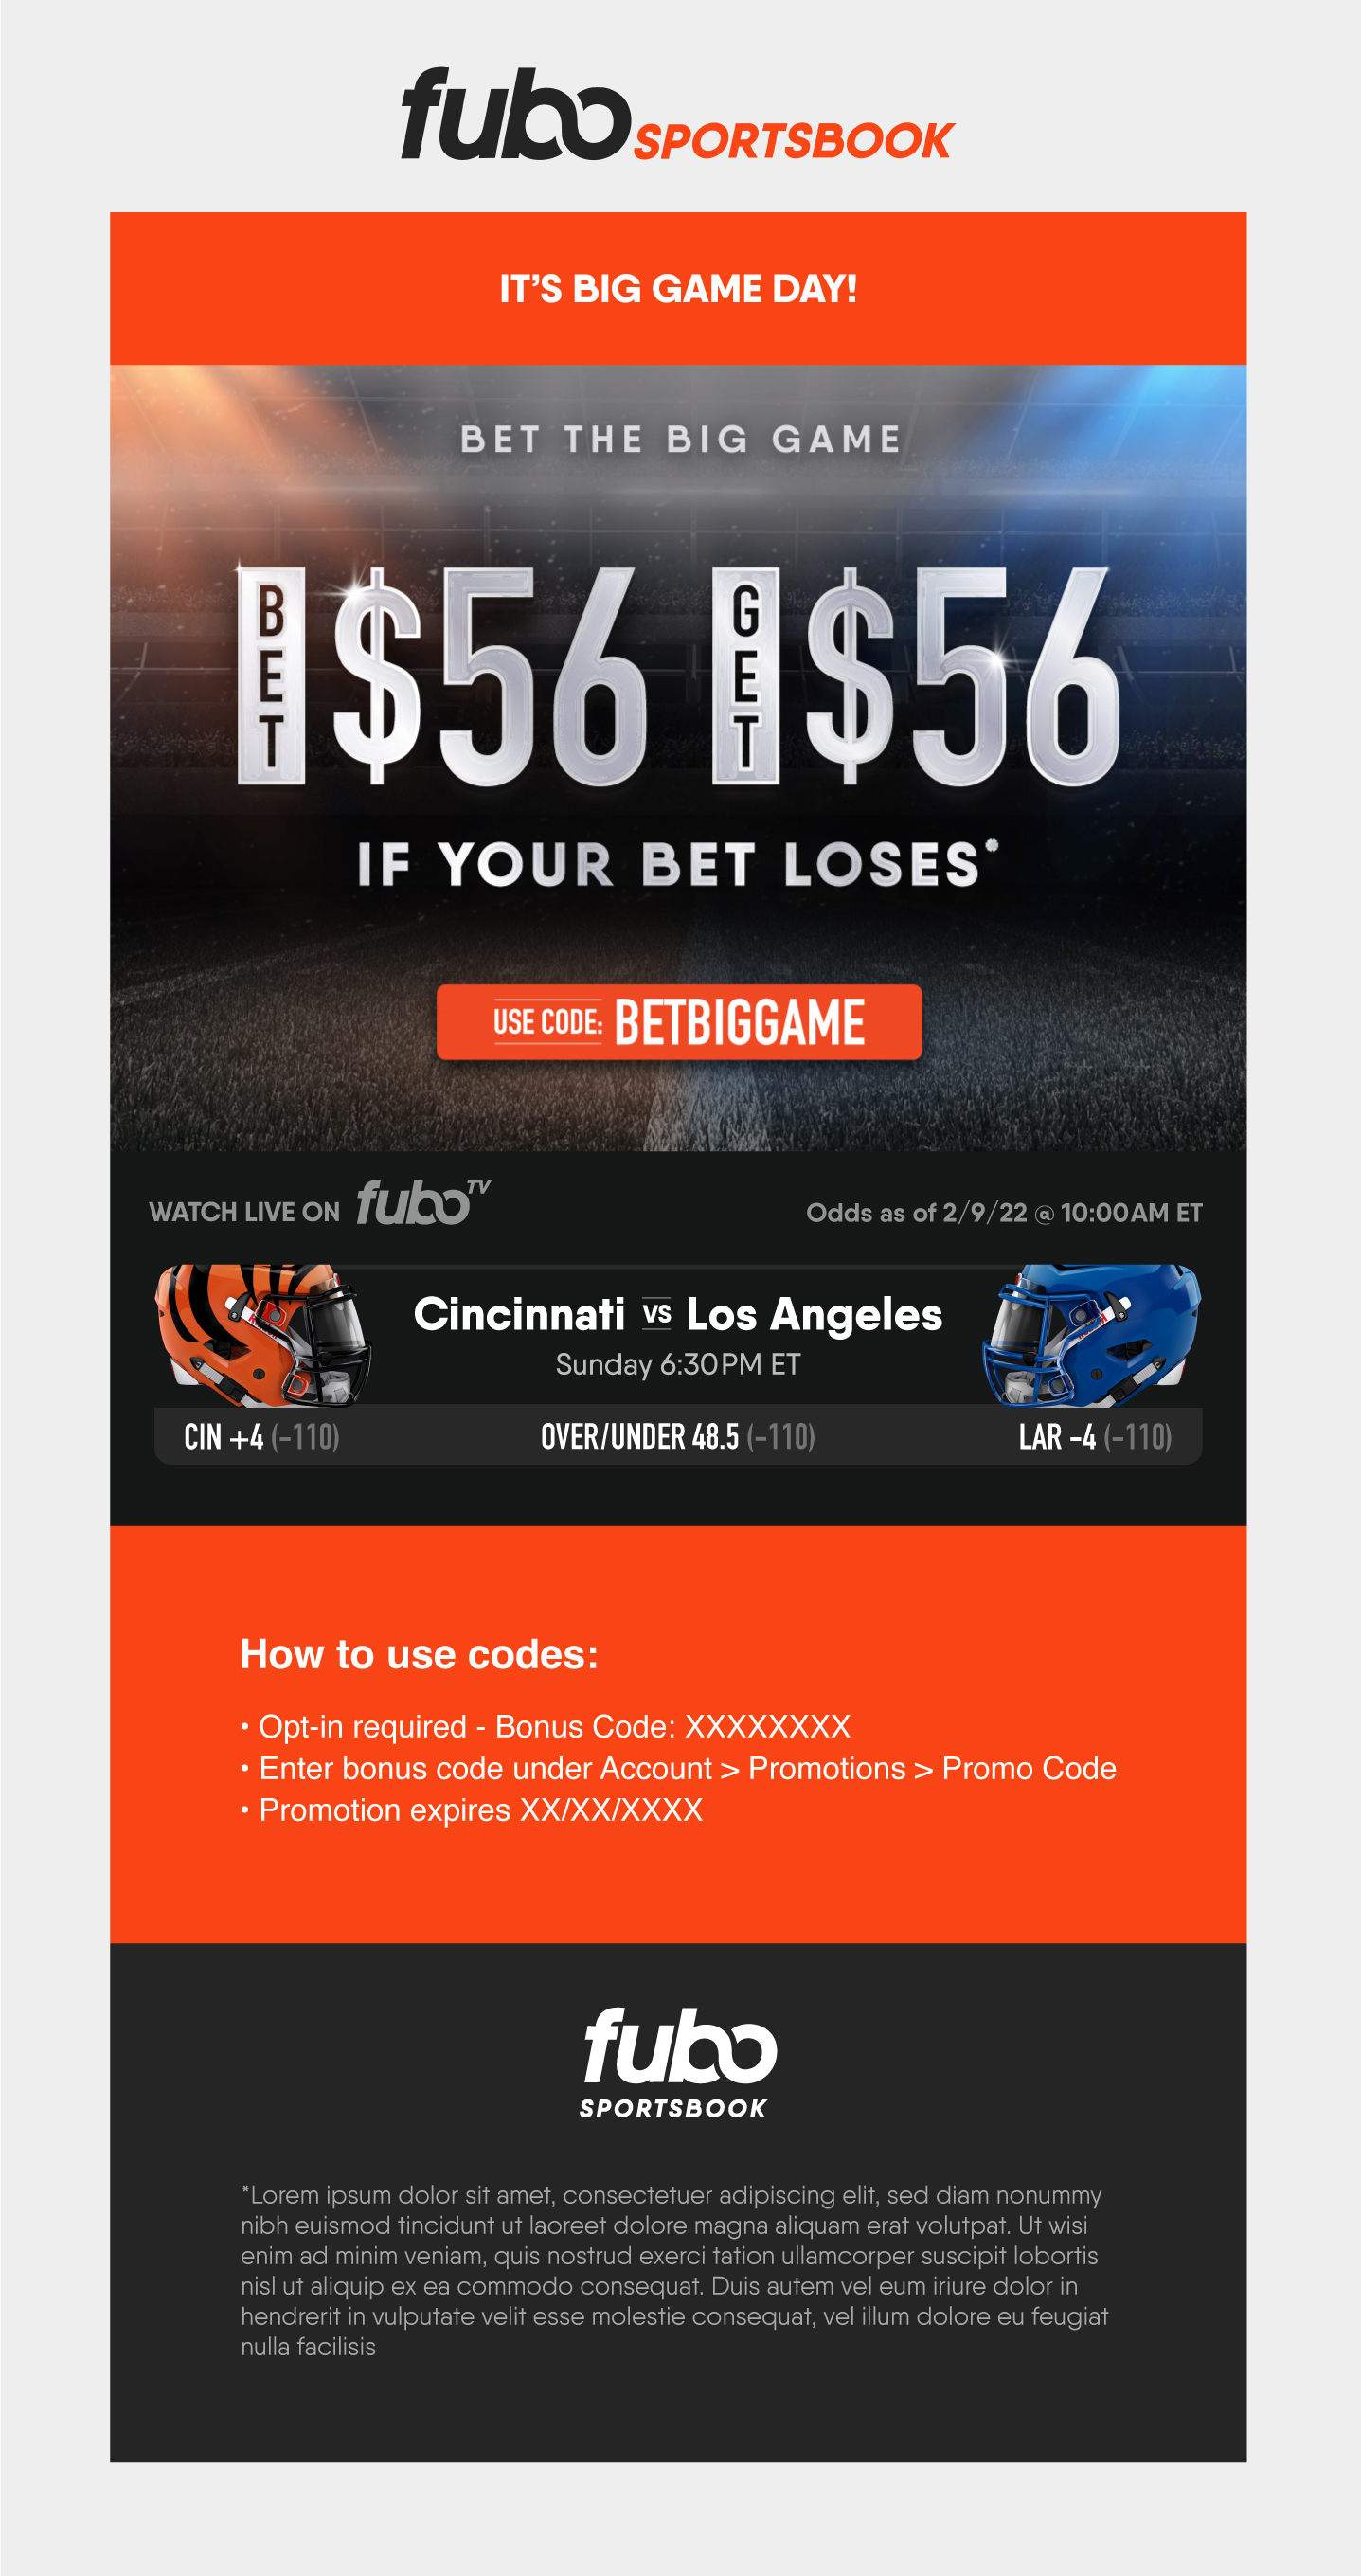 fubo SPORTSBOOK
IT'S BIG GAME DAY!
BET THE BIG GAME
BET $56 GET $56
IF YOUR BET LOSES*
USE CODE: BETBIGGAME
WATCH LIVE ON fubo TV
Odds as of 2/9/22 @ 10:00AM ET
Cincinnati VS Los Angeles
Sunday 6:30PM ET
CIN +4 (-110) OVER/UNDER 48.5 (-110) LAR -4 (-110)
How to use codes:
• Opt-in required - Bonus Code: XXXXXXXX
• Enter bonus code under Account > Promotions > Promo Code
• Promotion expires XX/XX/XXXX
fubo
SPORTSBOOK
*Lorem ipsum dolor sit amet, consectetuer adipiscing elit, sed diam nonummy
nibh euismod tincidunt ut laoreet dolore magna aliquam erat volutpat. Ut wisi
enim ad minim veniam, quis nostrud exerci tation ullamcorper suscipit lobortis
nisl ut aliquip ex ea commodo consequat. Duis autem vel eum iriure dolor in
hendrerit in vulputate velit esse molestie consequat, vel illum dolore eu feugiat
nulla facilisis